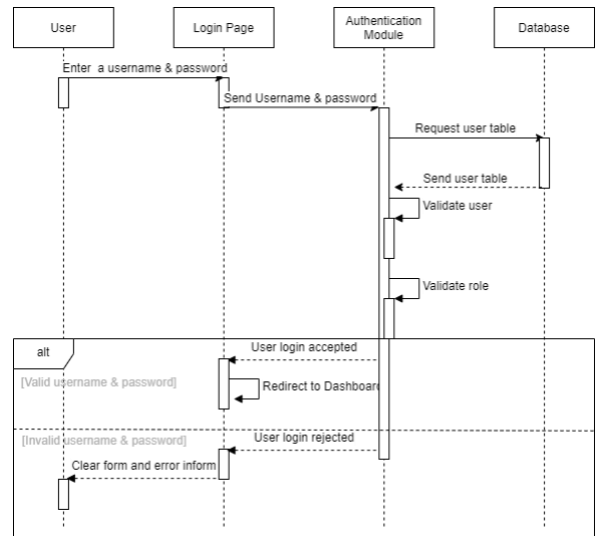 User
Login Page
Authentication
Module
Database
Enter a username & password
Send Username & password
Request user table
Send user table
Validate user
Validate role
alt
User login accepted
[Valid username & password]
Redirect to Dashboard
[Invalid username & password]
User login rejected
Clear form and error inform